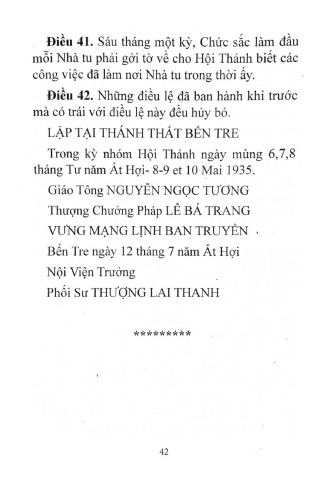 Điều 41. Sáu tháng một kỳ, Chức sắc làm đầu
mỗi Nhà tu phải gởi tờ về cho Hội Thánh biết các
công việc đã làm nơi Nhà tu trong thời ấy.
Điều 42. Những điều lệ đã ban hành khi trước
mà có trái với điều lệ này đều hủy bỏ.
LẬP TẠI THÁNH THẤT BẾN TRE
Trong kỳ nhóm Hội Thánh ngày mùng 6,7,8
tháng Tư năm Ất Hợi- 8-9 et 10 Mai 1935.
Giáo Tông NGUYỄN NGỌC TƯƠNG
Thượng Chưởng Pháp LÊ BÁ TRANG
VƯNG MẠNG LỊNH BAN TRUYỀN
Bến Tre ngày 12 tháng 7 năm Ất Hợi
Nội Viện Trưởng
Phối Sư THƯỢNG LAI THANH
*********
42